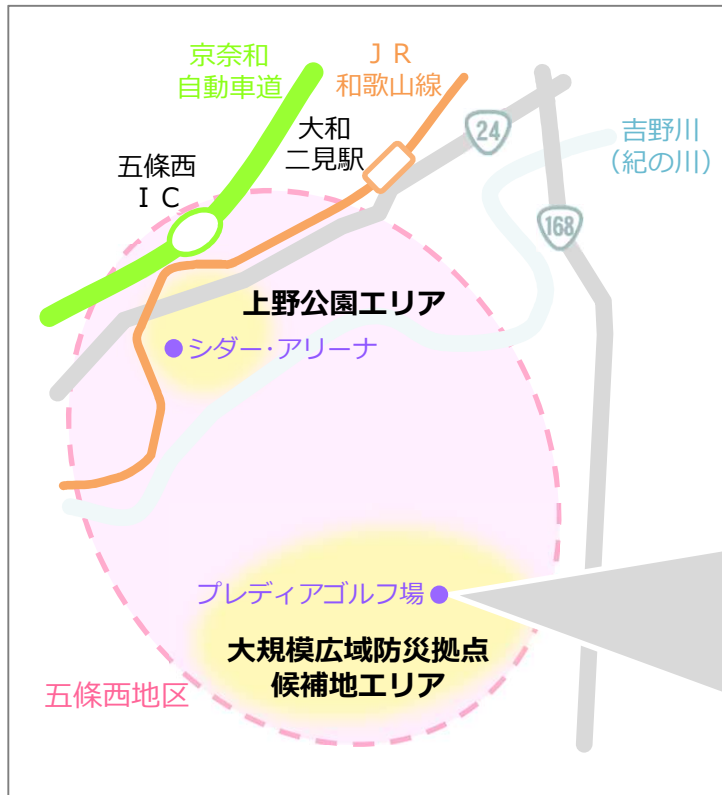 京奈和
自動車道
ＪＲ
和歌山線
24
吉野川
（紀の川）
大和
二見駅
五條西
ＩＣ
168
上野公園エリア
シダー・アリーナ
プレディアゴルフ場
大規模広域防災拠点
候補地エリア
五條西地区